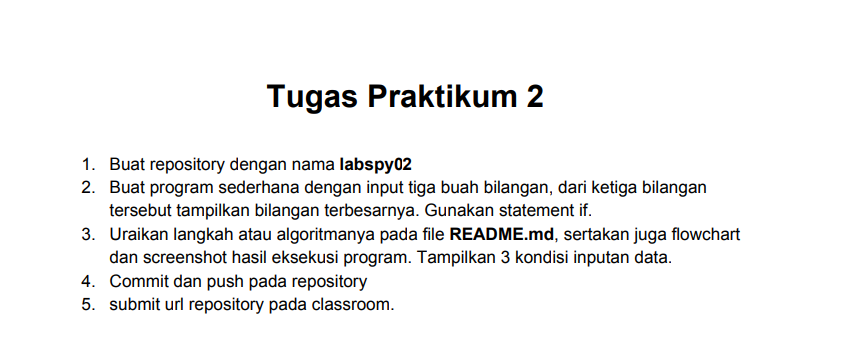 Tugas Praktikum 2
1. Buat repository dengan nama labspy02
2. Buat program sederhana dengan input tiga buah bilangan, dari ketiga bilangan
tersebut tampilkan bilangan terbesarnya. Gunakan statement if.
3. Uraikan langkah atau algoritmanya pada file README.md, sertakan juga flowchart
dan screenshot hasil eksekusi program. Tampilkan 3 kondisi inputan data.
4. Commit dan push pada repository
5. submit url repository pada classroom.